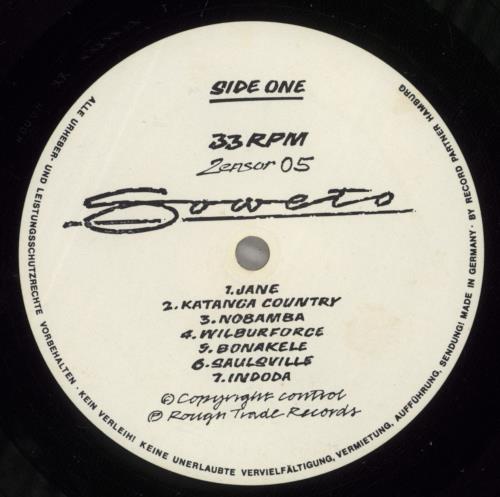 SIDE ONE
33 RPM
Zensor 05
Soweto
1. JANE
2. KATANGA COUNTRY
3. NOBAMBA
4. WILBURFORCE
5. BONAKELE
6. SAULSVILLE
7. INDODA
© Copyright control
℗ Rough Trade Records
ALLE URHEBER- UND LEISTUNGSSCHUTZRECHTE VORBEHALTEN · KEIN VERLEIH! KEINE UNERLAUBTE VERVIELFÄLTIGUNG, VERMIETUNG, AUFFÜHRUNG, SENDUNG! MADE IN GERMANY · BY RECORD PARTNER HAMBURG